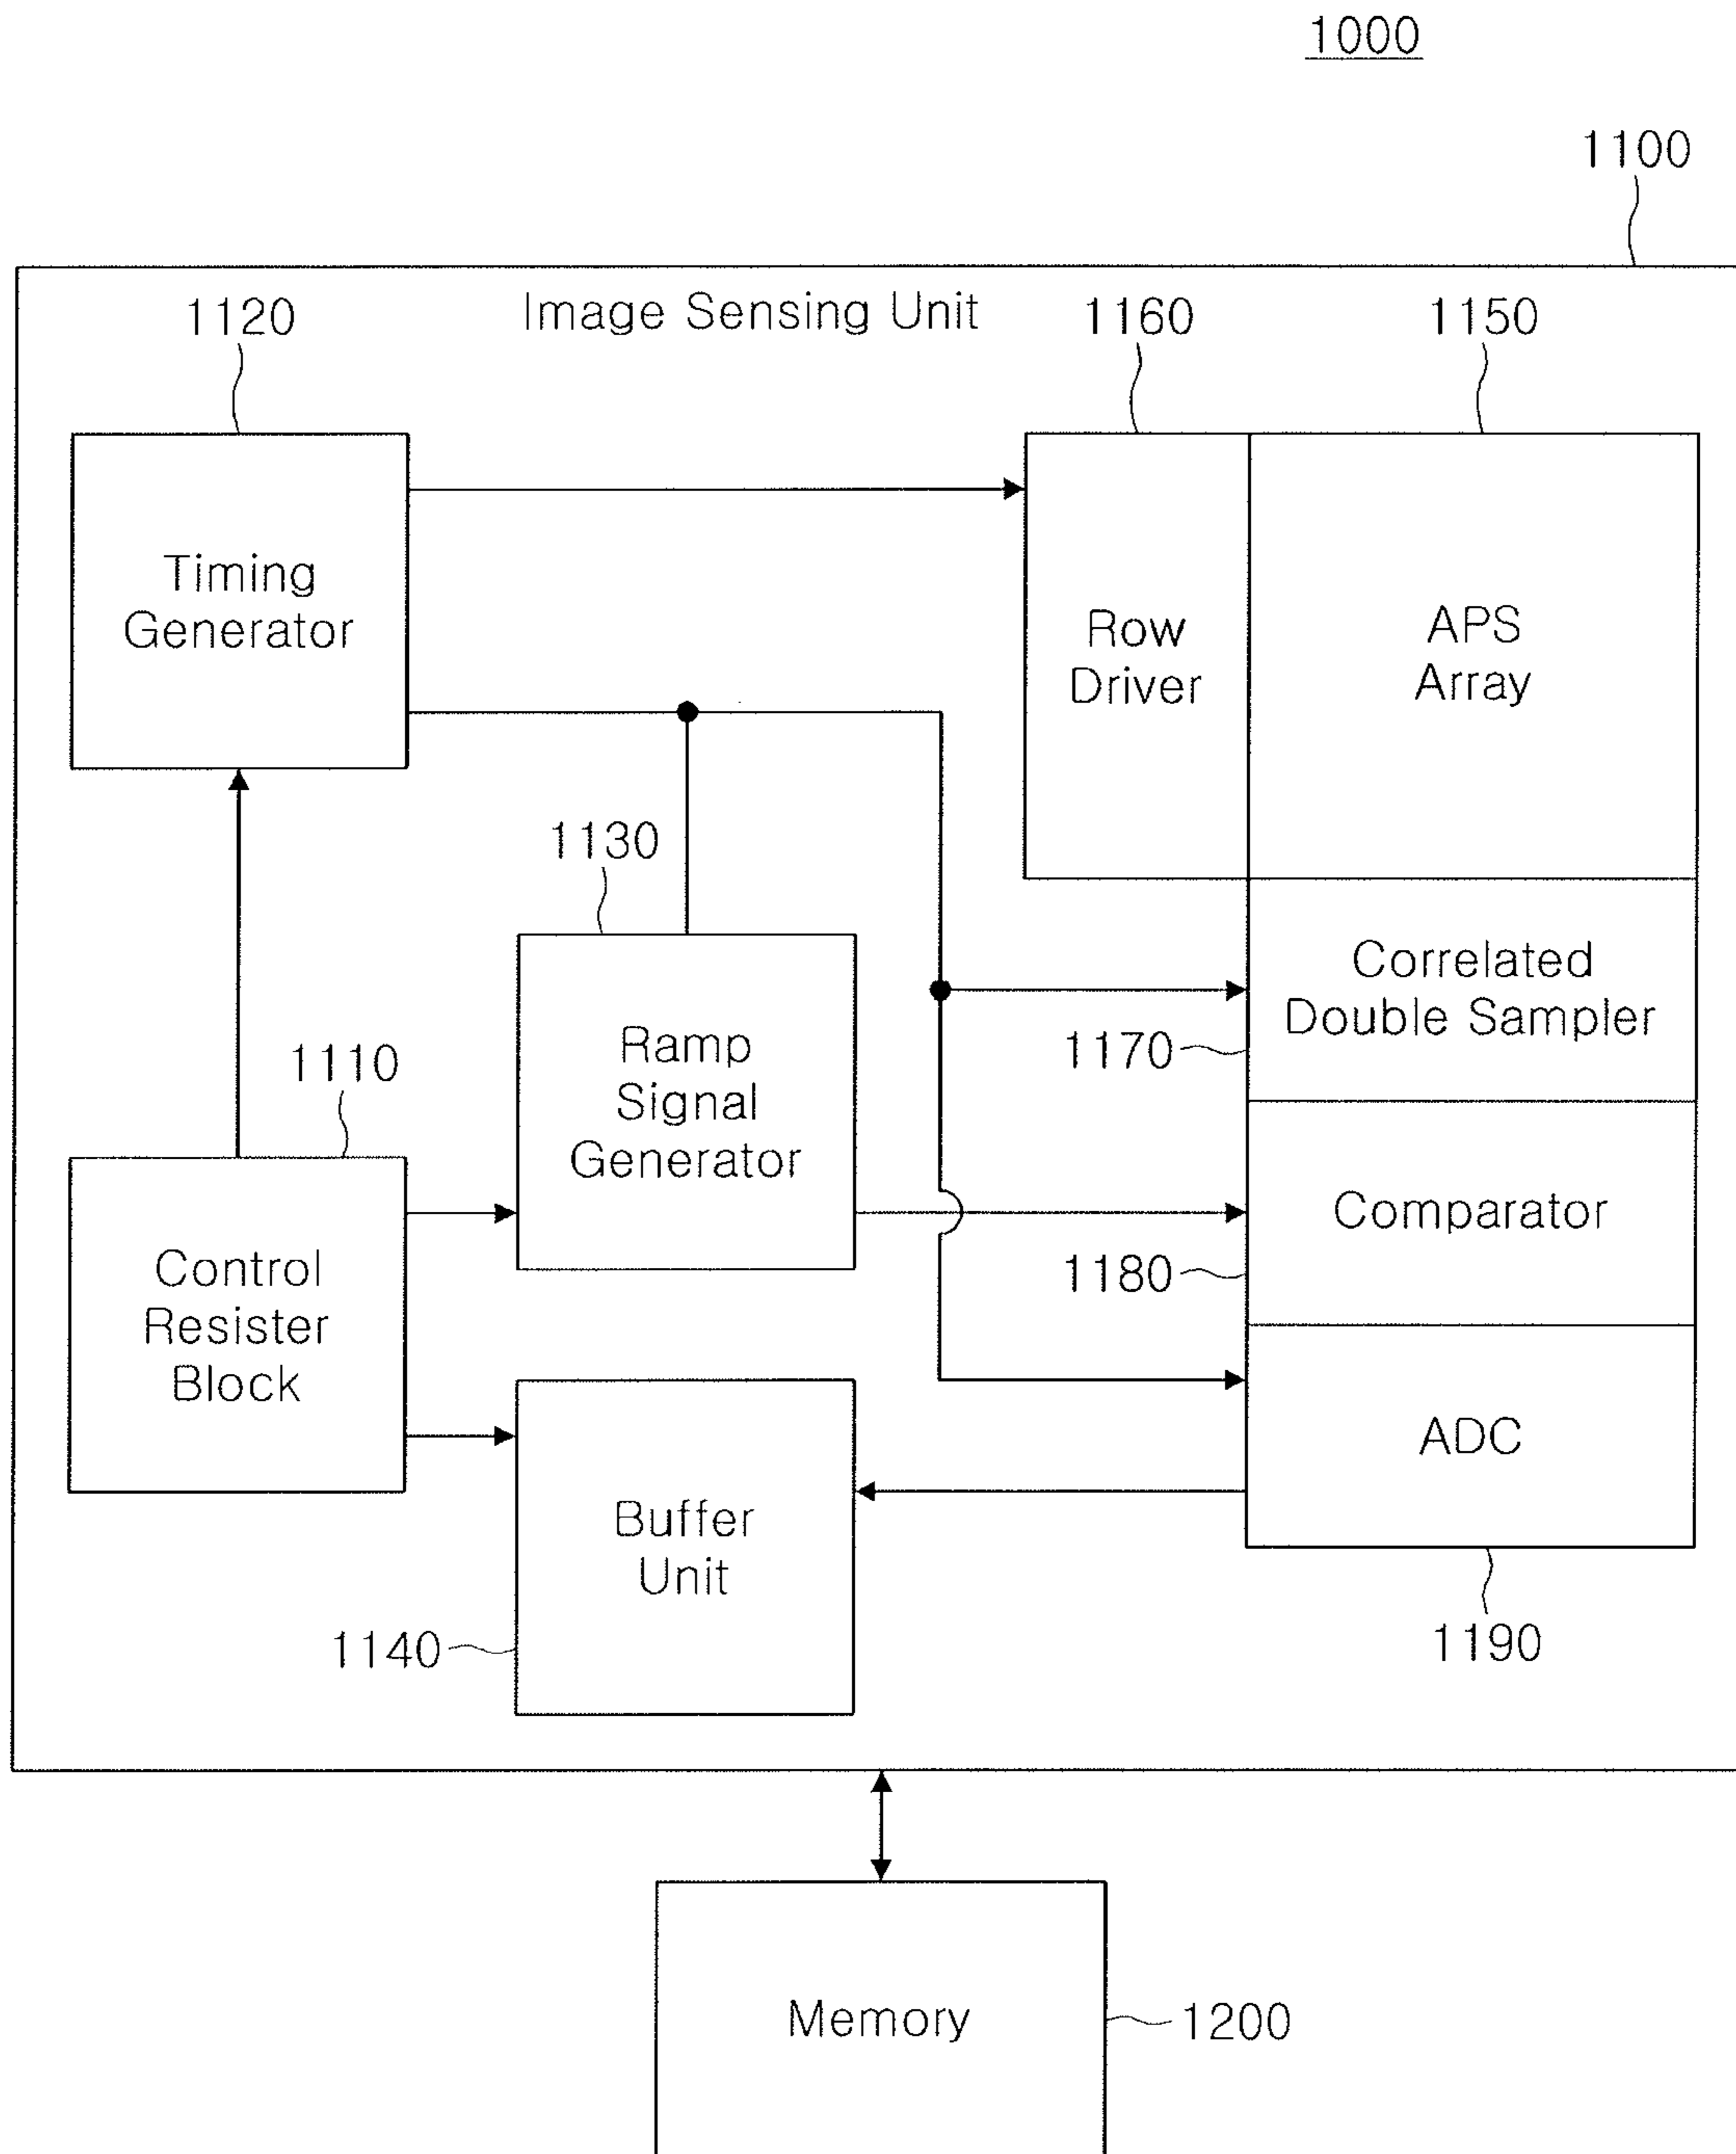 1000
1100
Image Sensing Unit
1120
1160
1150
Timing
Generator
Row
Driver
APS
Array
1130
Correlated
Double Sampler
1170
1110
Ramp
Signal
Generator
Comparator
1180
Control
Resister
Block
ADC
Buffer
Unit
1140
1190
Memory
1200